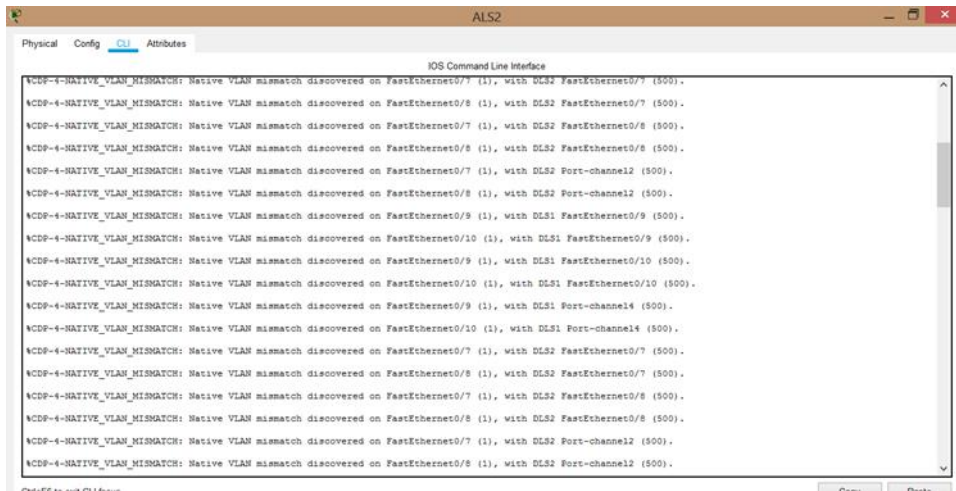 ALS2
Physical Config CLI Attributes
IOS Command Line Interface
%CDP-4-NATIVE_VLAN_MISMATCH: Native VLAN mismatch discovered on FastEthernet0/7 (1), with DLS2 FastEthernet0/7 (500).
%CDP-4-NATIVE_VLAN_MISMATCH: Native VLAN mismatch discovered on FastEthernet0/8 (1), with DLS2 FastEthernet0/7 (500).
%CDP-4-NATIVE_VLAN_MISMATCH: Native VLAN mismatch discovered on FastEthernet0/7 (1), with DLS2 FastEthernet0/8 (500).
%CDP-4-NATIVE_VLAN_MISMATCH: Native VLAN mismatch discovered on FastEthernet0/8 (1), with DLS2 FastEthernet0/8 (500).
%CDP-4-NATIVE_VLAN_MISMATCH: Native VLAN mismatch discovered on FastEthernet0/7 (1), with DLS2 Port-channel2 (500).
%CDP-4-NATIVE_VLAN_MISMATCH: Native VLAN mismatch discovered on FastEthernet0/8 (1), with DLS2 Port-channel2 (500).
%CDP-4-NATIVE_VLAN_MISMATCH: Native VLAN mismatch discovered on FastEthernet0/9 (1), with DLS1 FastEthernet0/9 (500).
%CDP-4-NATIVE_VLAN_MISMATCH: Native VLAN mismatch discovered on FastEthernet0/10 (1), with DLS1 FastEthernet0/9 (500).
%CDP-4-NATIVE_VLAN_MISMATCH: Native VLAN mismatch discovered on FastEthernet0/9 (1), with DLS1 FastEthernet0/10 (500).
%CDP-4-NATIVE_VLAN_MISMATCH: Native VLAN mismatch discovered on FastEthernet0/10 (1), with DLS1 FastEthernet0/10 (500).
%CDP-4-NATIVE_VLAN_MISMATCH: Native VLAN mismatch discovered on FastEthernet0/9 (1), with DLS1 Port-channel4 (500).
%CDP-4-NATIVE_VLAN_MISMATCH: Native VLAN mismatch discovered on FastEthernet0/10 (1), with DLS1 Port-channel4 (500).
%CDP-4-NATIVE_VLAN_MISMATCH: Native VLAN mismatch discovered on FastEthernet0/7 (1), with DLS2 FastEthernet0/7 (500).
%CDP-4-NATIVE_VLAN_MISMATCH: Native VLAN mismatch discovered on FastEthernet0/8 (1), with DLS2 FastEthernet0/7 (500).
%CDP-4-NATIVE_VLAN_MISMATCH: Native VLAN mismatch discovered on FastEthernet0/7 (1), with DLS2 FastEthernet0/8 (500).
%CDP-4-NATIVE_VLAN_MISMATCH: Native VLAN mismatch discovered on FastEthernet0/8 (1), with DLS2 FastEthernet0/8 (500).
%CDP-4-NATIVE_VLAN_MISMATCH: Native VLAN mismatch discovered on FastEthernet0/7 (1), with DLS2 Port-channel2 (500).
%CDP-4-NATIVE_VLAN_MISMATCH: Native VLAN mismatch discovered on FastEthernet0/8 (1), with DLS2 Port-channel2 (500).
Ctrl+F6 to exit CLI focus Copy Paste